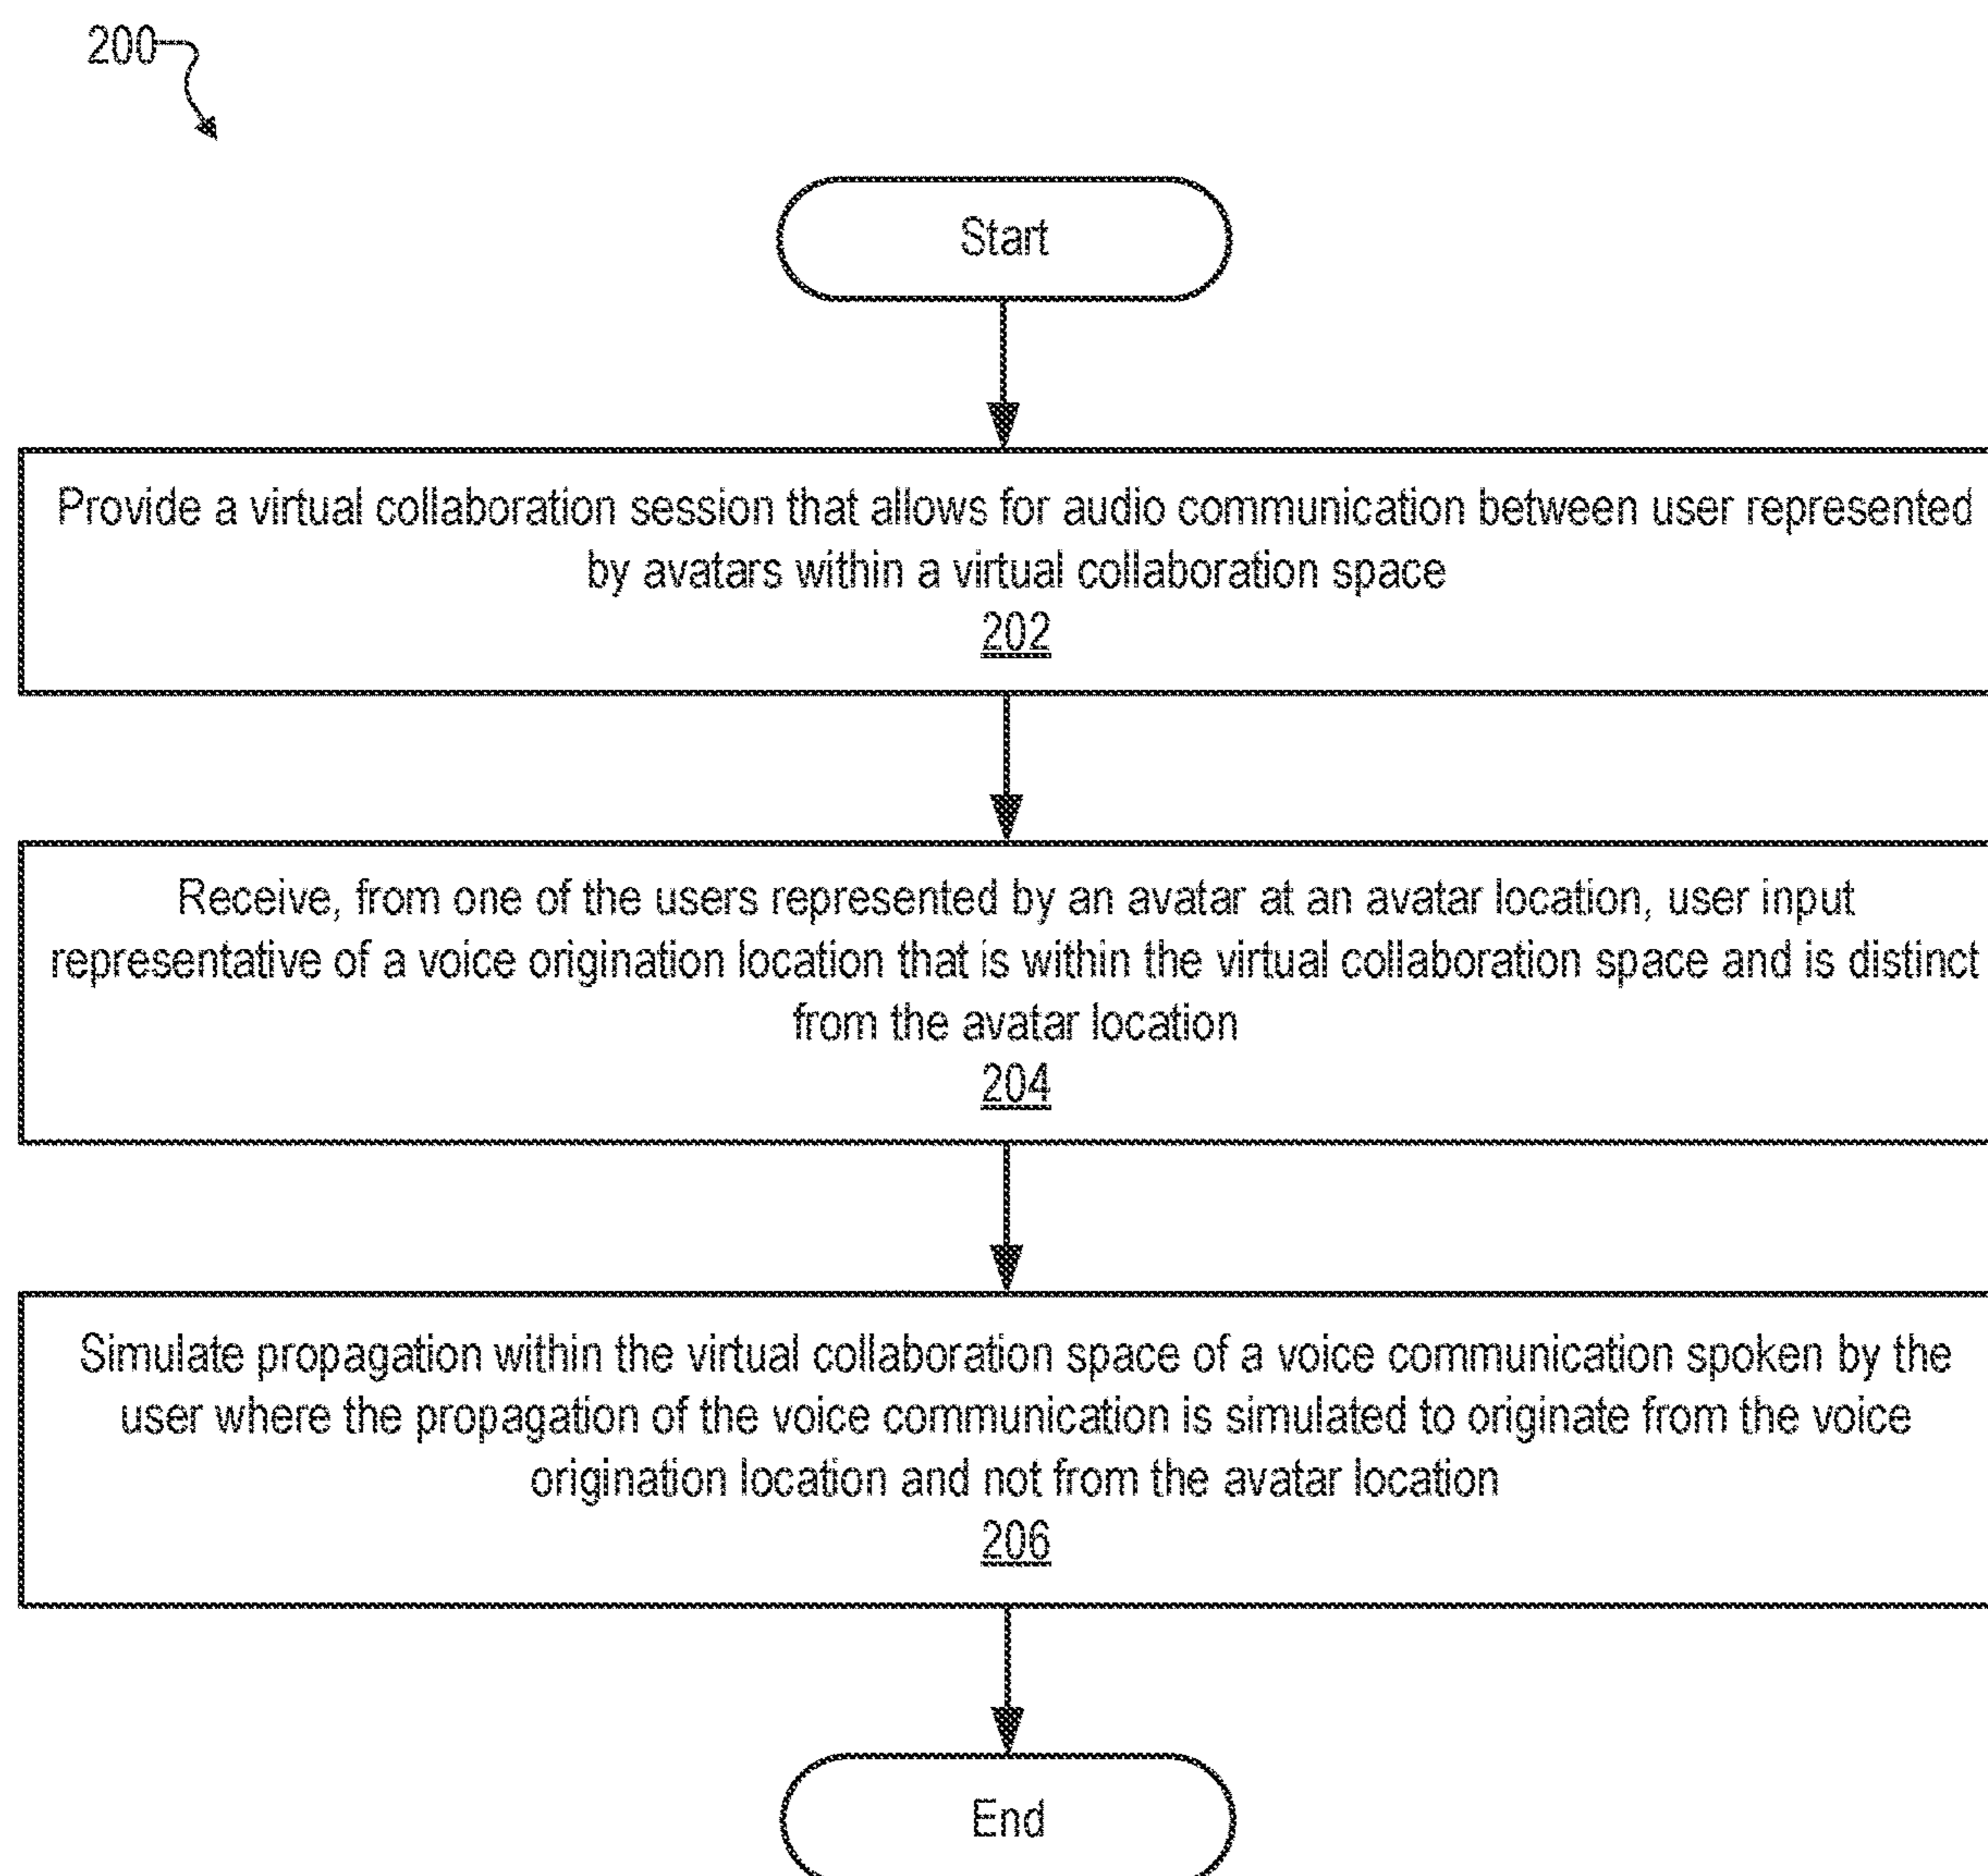 200
Start
Provide a virtual collaboration session that allows for audio communication between user represented
by avatars within a virtual collaboration space
202
Receive, from one of the users represented by an avatar at an avatar location, user input
representative of a voice origination location that is within the virtual collaboration space and is distinct
from the avatar location
204
Simulate propagation within the virtual collaboration space of a voice communication spoken by the
user where the propagation of the voice communication is simulated to originate from the voice
origination location and not from the avatar location
206
End